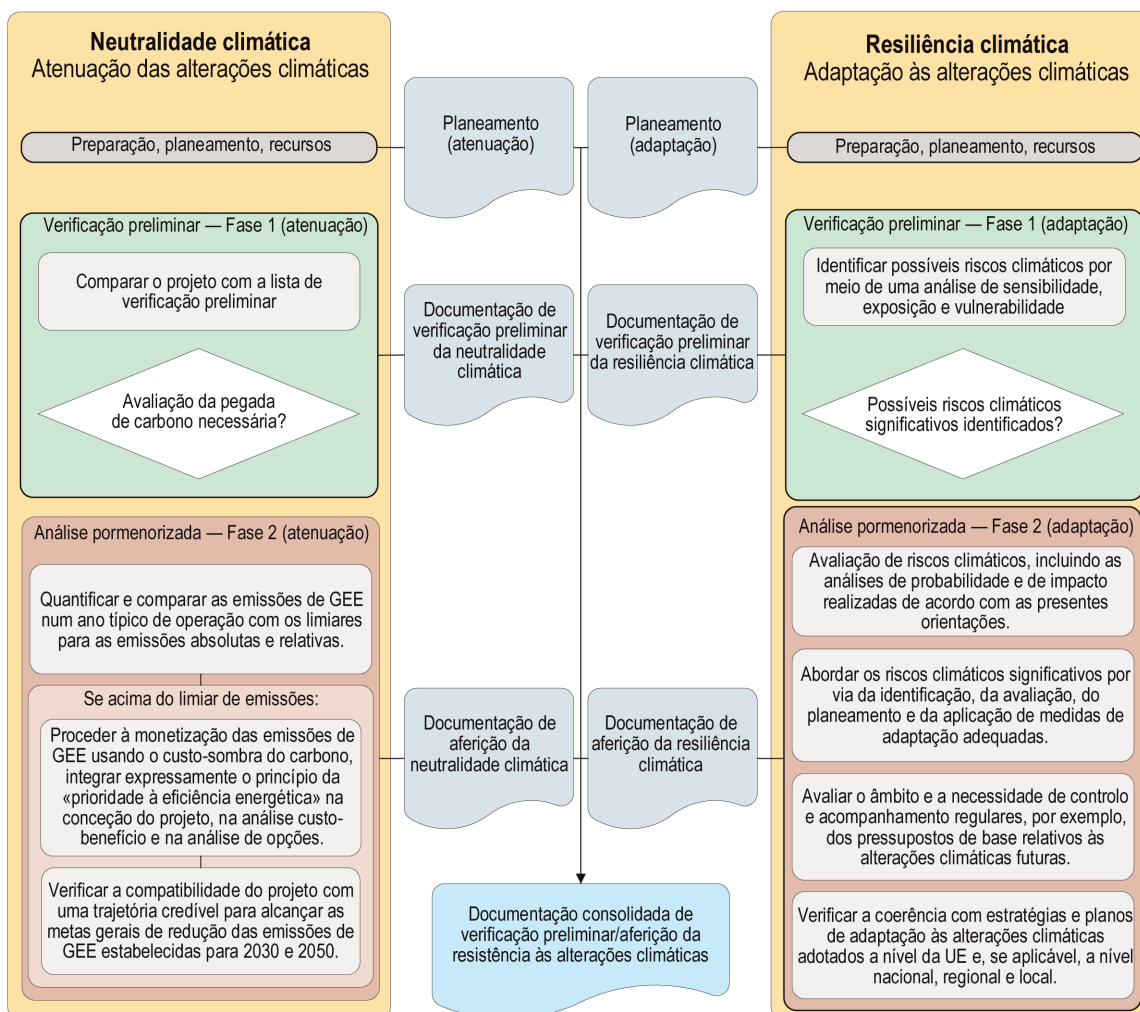 Neutralidade climática
Atenuação das alterações climáticas
Preparação, planeamento, recursos
Verificação preliminar — Fase 1 (atenuação)
Comparar o projeto com a lista de
verificação preliminar
Avaliação da pegada
de carbono necessária?
Análise pormenorizada — Fase 2 (atenuação)
Quantificar e comparar as emissões de GEE
num ano típico de operação com os limiares
para as emissões absolutas e relativas.
Se acima do limiar de emissões:
Proceder à monetização das emissões de
GEE usando o custo-sombra do carbono,
integrar expressamente o princípio da
«prioridade à eficiência energética» na
conceção do projeto, na análise custo-
benefício e na análise de opções.
Verificar a compatibilidade do projeto com
uma trajetória credível para alcançar as
metas gerais de redução das emissões de
GEE estabelecidas para 2030 e 2050.
Planeamento
(atenuação)
Planeamento
(adaptação)
Documentação de
verificação preliminar
da neutralidade
climática
Documentação de
verificação preliminar
da resiliência climática
Documentação de
aferição da
neutralidade climática
Documentação de
aferição da resiliência
climática
Documentação consolidada de
verificação preliminar/aferição da
resistência às alterações climáticas
Resiliência climática
Adaptação às alterações climáticas
Preparação, planeamento, recursos
Verificação preliminar — Fase 1 (adaptação)
Identificar possíveis riscos climáticos por
meio de uma análise de sensibilidade,
exposição e vulnerabilidade
Possíveis riscos climáticos
significativos identificados?
Análise pormenorizada — Fase 2 (adaptação)
Avaliação de riscos climáticos, incluindo as
análises de probabilidade e de impacto
realizadas de acordo com as presentes
orientações.
Abordar os riscos climáticos significativos por
via da identificação, da avaliação, do
planeamento e da aplicação de medidas de
adaptação adequadas.
Avaliar o âmbito e a necessidade de controlo
e acompanhamento regulares, por exemplo,
dos pressupostos de base relativos às
alterações climáticas futuras.
Verificar a coerência com estratégias e planos
de adaptação às alterações climáticas
adotados a nível da UE e, se aplicável, a nível
nacional, regional e local.